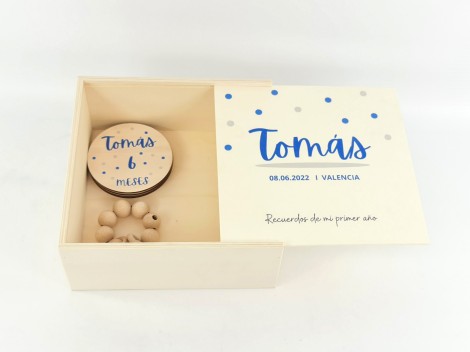 Tomás
6
MESES
Tomás
08.06.2022 | VALENCIA
Recuerdos de mi primer año